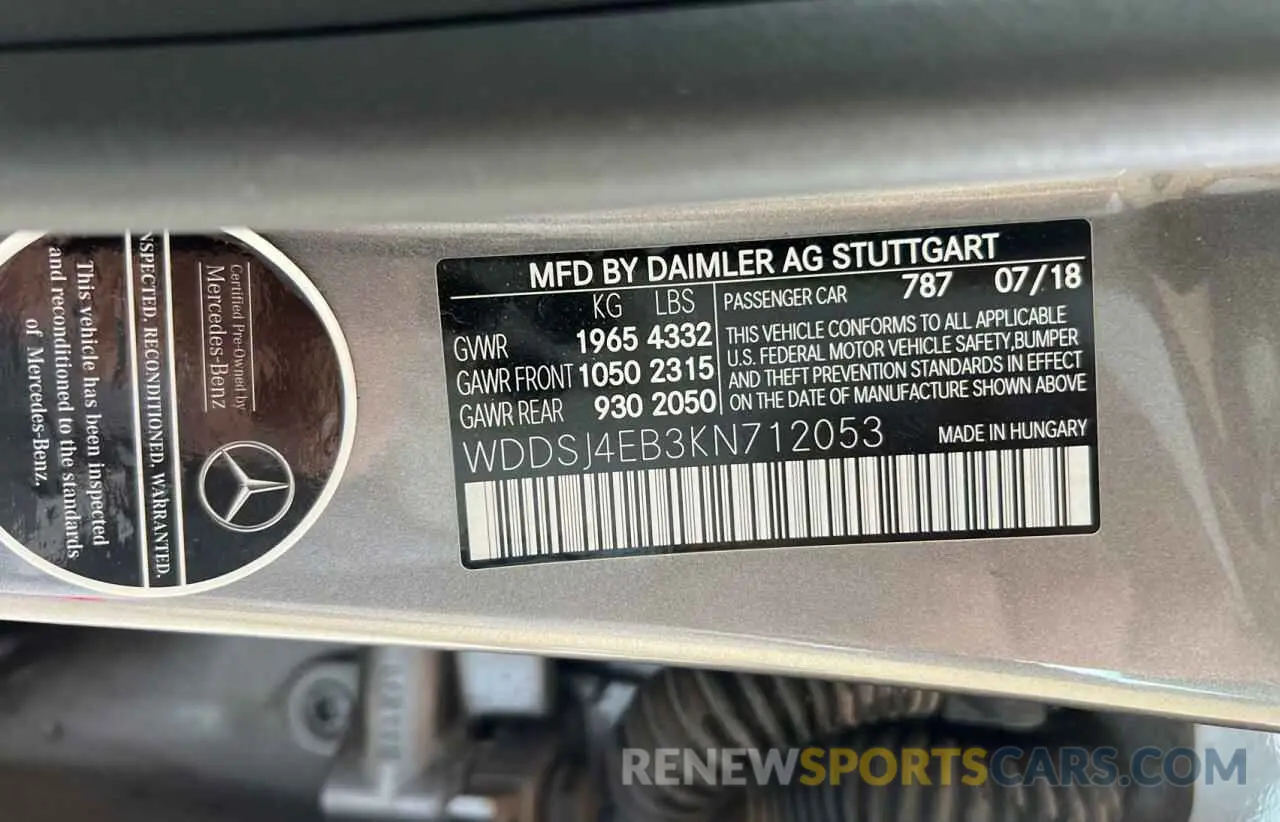 MFD BY DAIMLER AG STUTTGART
KG LBS
GVWR 1965 4332
GAWR FRONT 1050 2315
GAWR REAR 930 2050
PASSENGER CAR 787 07/18
THIS VEHICLE CONFORMS TO ALL APPLICABLE
U.S. FEDERAL MOTOR VEHICLE SAFETY,BUMPER
AND THEFT PREVENTION STANDARDS IN EFFECT
ON THE DATE OF MANUFACTURE SHOWN ABOVE
WDDSJ4EB3KN712053 MADE IN HUNGARY
Certified Pre-Owned by
Mercedes-Benz
NSPECTED. RECONDITIONED. WARRANTED.
This vehicle has been inspected
and reconditioned to the standards
of Mercedes-Benz.
RENEWSPORTSCARS.COM